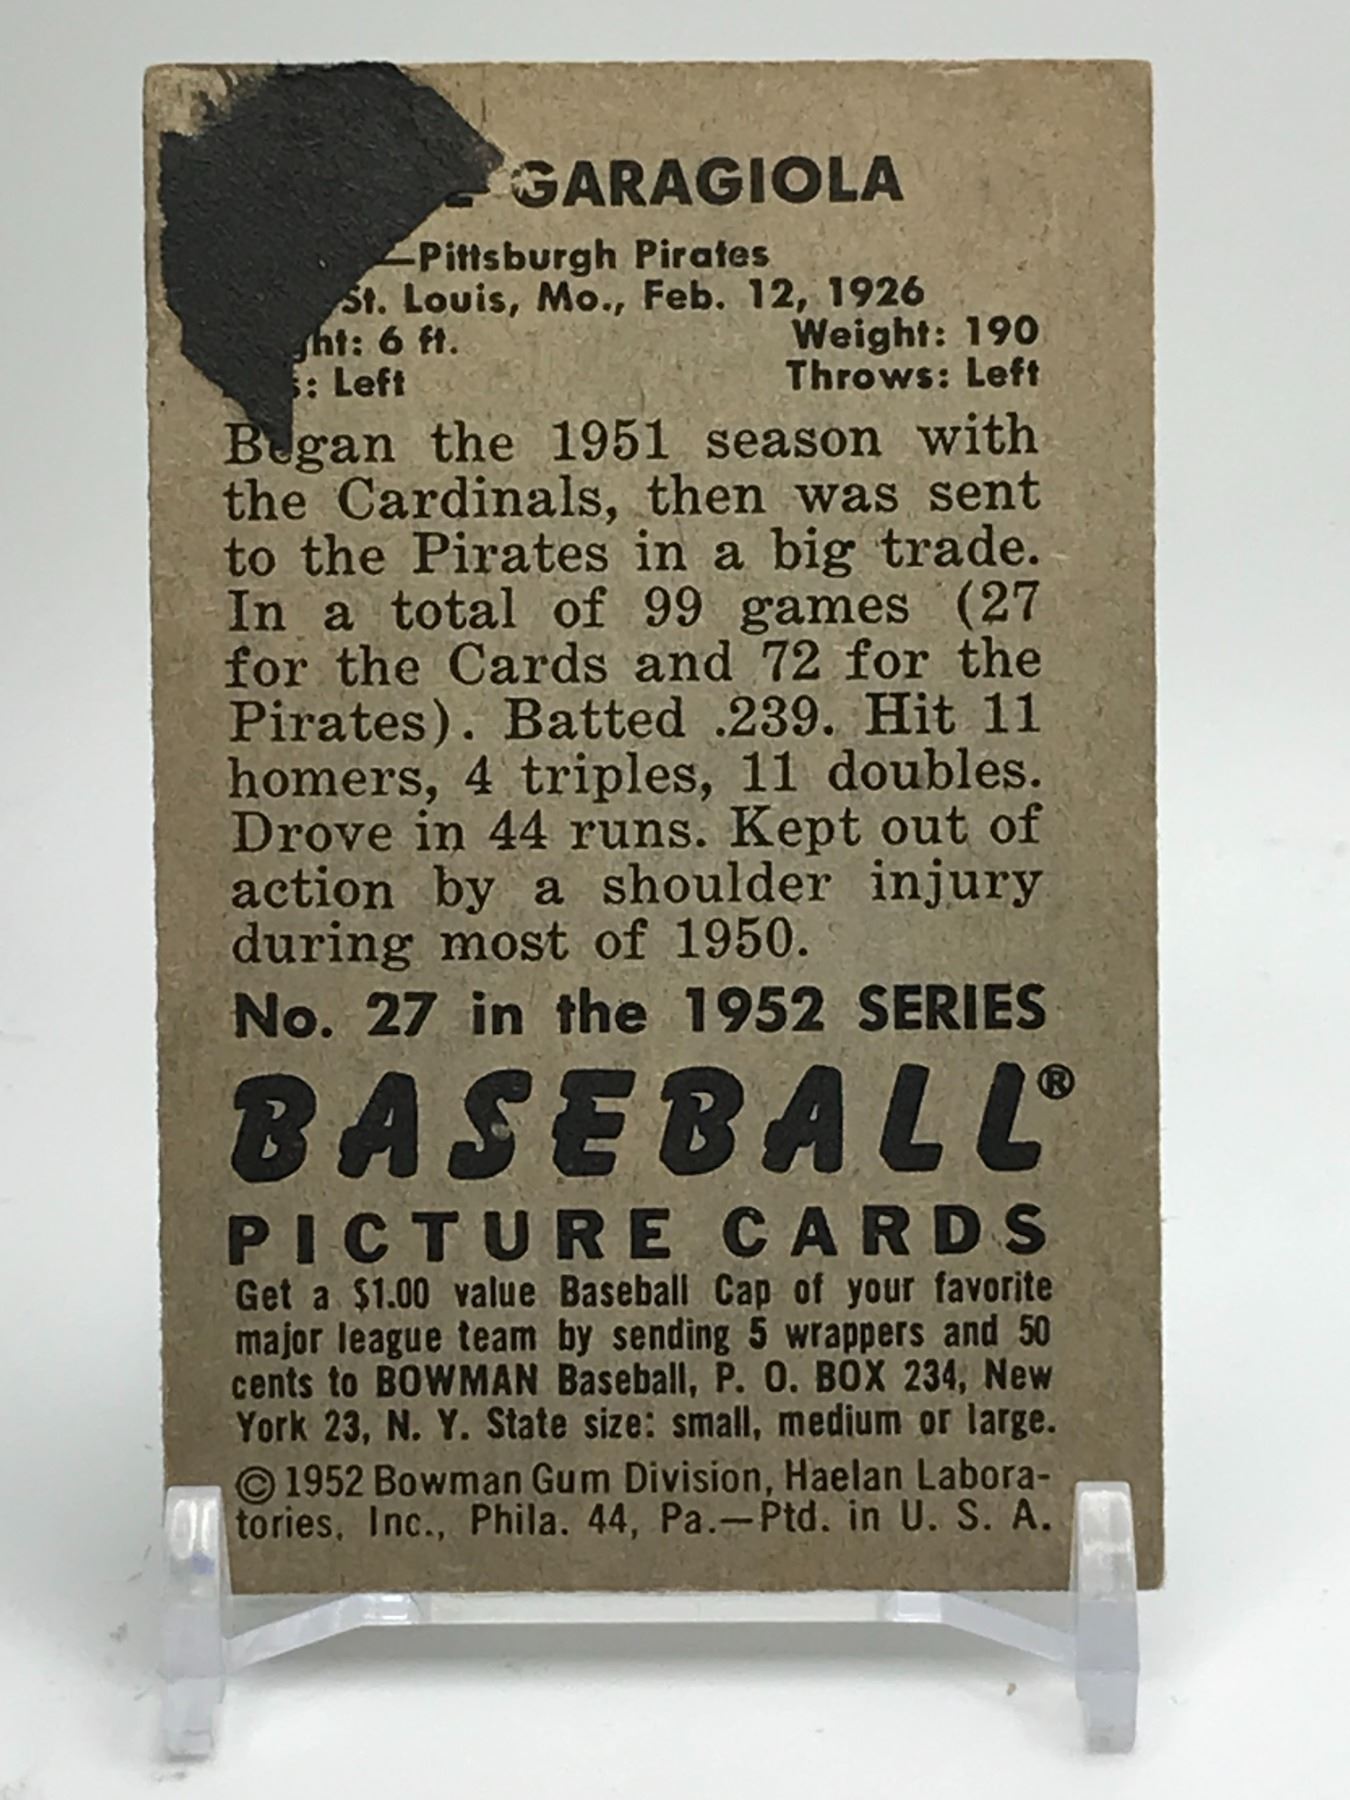 GARAGIOLA
—Pittsburgh Pirates
St. Louis, Mo., Feb. 12, 1926
6 ft. Weight: 190
: Left Throws: Left
Began the 1951 season with
the Cardinals, then was sent
to the Pirates in a big trade.
In a total of 99 games (27
for the Cards and 72 for the
Pirates). Batted .239. Hit 11
homers, 4 triples, 11 doubles.
Drove in 44 runs. Kept out of
action by a shoulder injury
during most of 1950.
No. 27 in the 1952 SERIES
BASEBALL®
PICTURE CARDS
Get a $1.00 value Baseball Cap of your favorite
major league team by sending 5 wrappers and 50
cents to BOWMAN Baseball, P. O. BOX 234, New
York 23, N. Y. State size: small, medium or large.
© 1952 Bowman Gum Division, Haelan Labora-
tories, Inc., Phila. 44, Pa.—Ptd. in U. S. A.